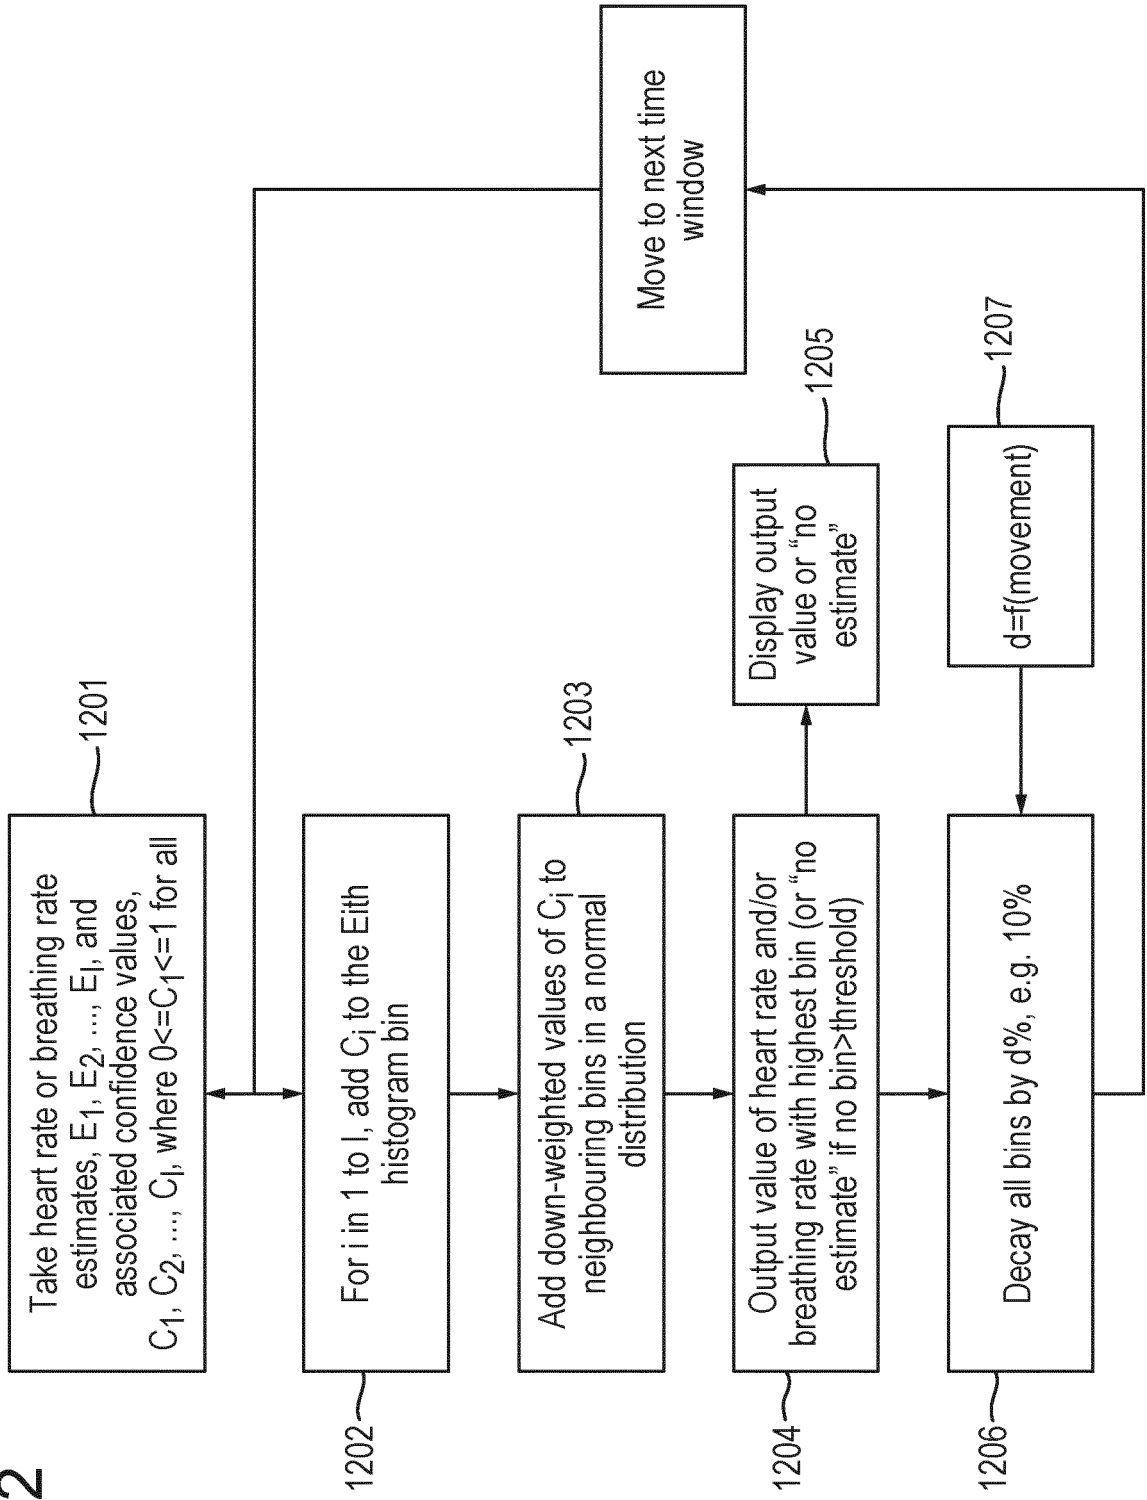 2
Take heart rate or breathing rate
estimates, E1, E2, ..., EI, and
associated confidence values,
C1, C2, ..., CI, where 0<=C1<=1 for all
1201
For i in 1 to I, add Ci to the Eith
histogram bin
1202
Add down-weighted values of Ci to
neighbouring bins in a normal
distribution
1203
Output value of heart rate and/or
breathing rate with highest bin (or “no
estimate” if no bin>threshold)
1204
Display output
value or “no
estimate”
1205
Decay all bins by d%, e.g. 10%
1206
d=f(movement)
1207
Move to next time
window